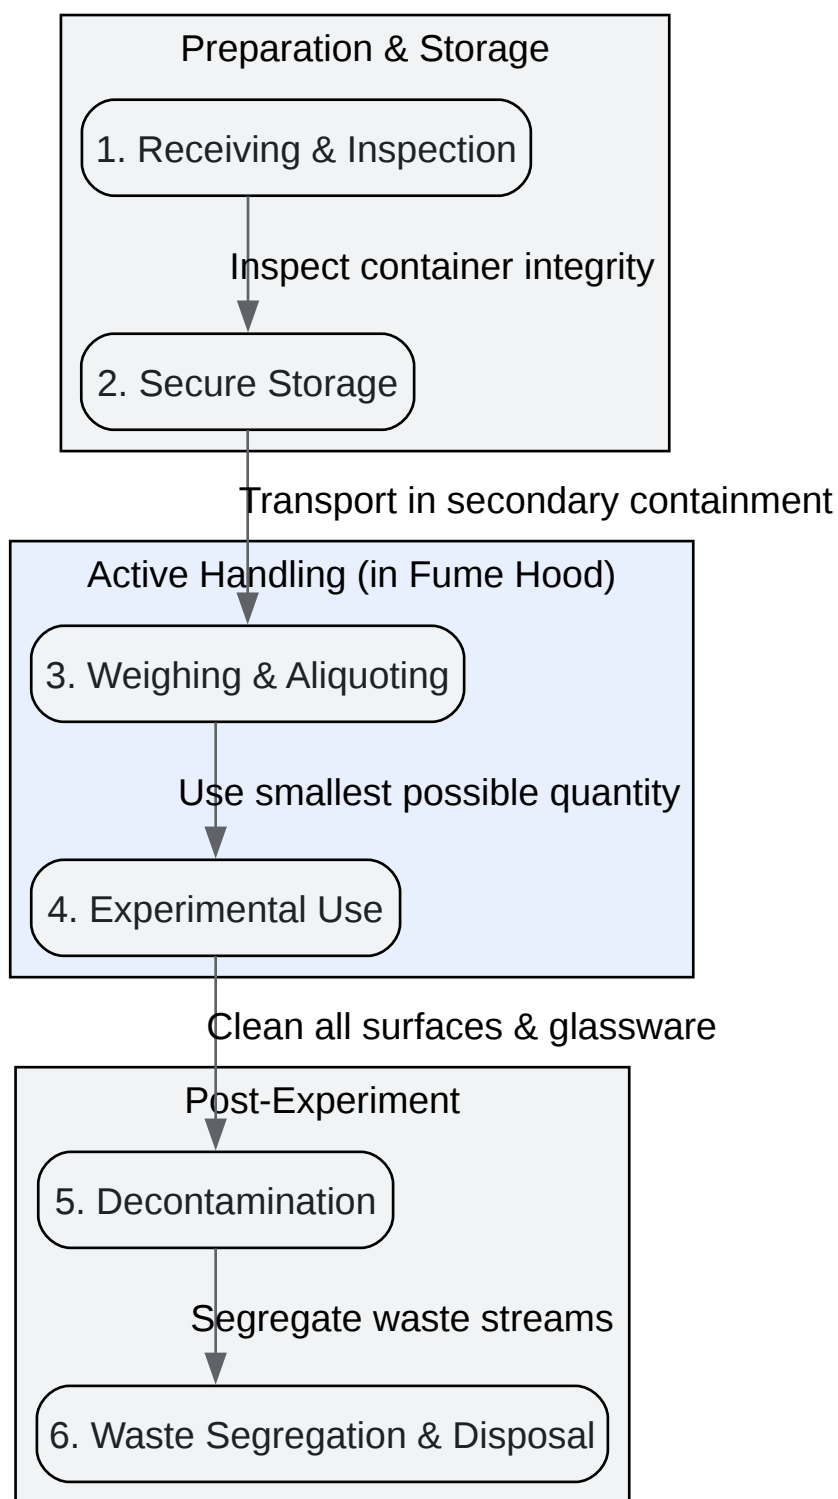 Preparation & Storage
1. Receiving & Inspection
Inspect container integrity
2. Secure Storage
Transport in secondary containment
Active Handling (in Fume Hood)
3. Weighing & Aliquoting
Use smallest possible quantity
4. Experimental Use
Clean all surfaces & glassware
Post-Experiment
5. Decontamination
Segregate waste streams
6. Waste Segregation & Disposal